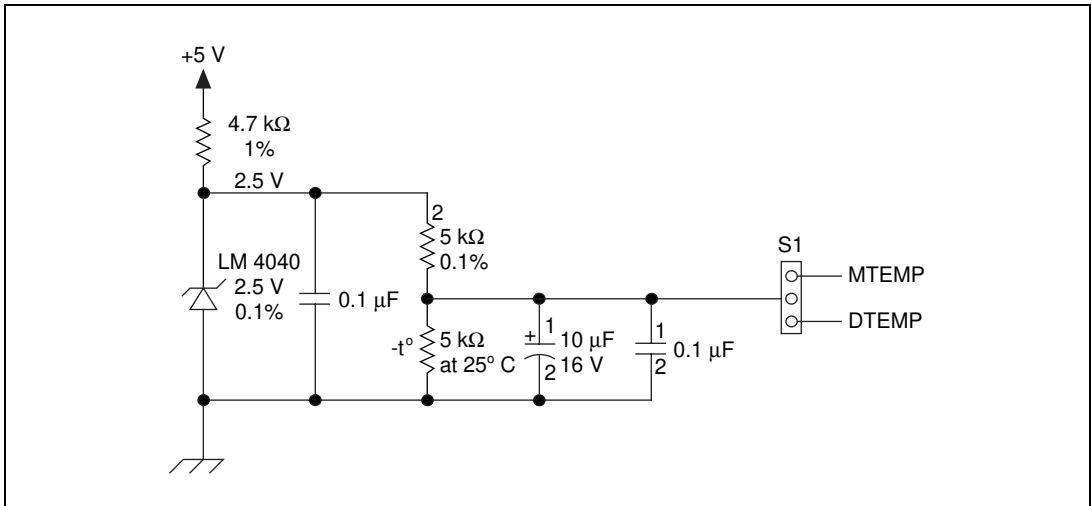 +5 V
4.7 kΩ
1%
2.5 V
2
5 kΩ
0.1%
LM 4040
2.5 V
0.1%
0.1 μF
-t°
5 kΩ
at 25° C
+
1
10 μF
16 V
2
1
0.1 μF
2
S1
MTEMP
DTEMP